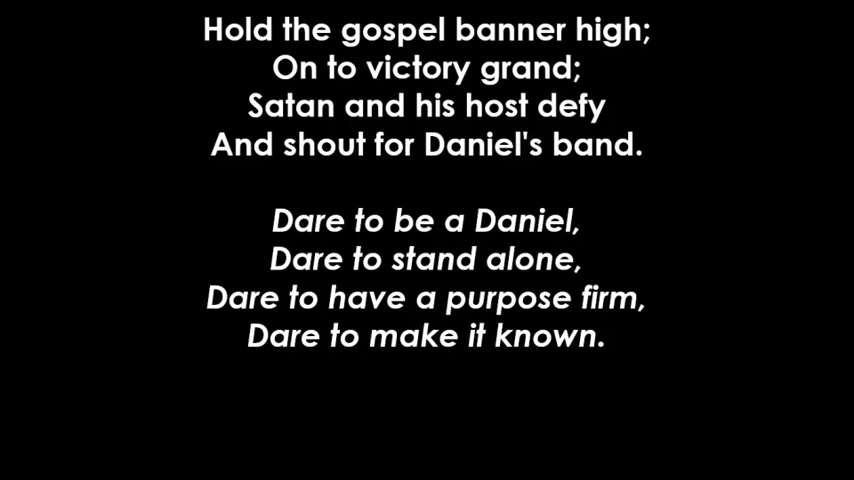 Hold the gospel banner high;
On to victory grand;
Satan and his host defy
And shout for Daniel's band.
Dare to be a Daniel,
Dare to stand alone,
Dare to have a purpose firm,
Dare to make it known.